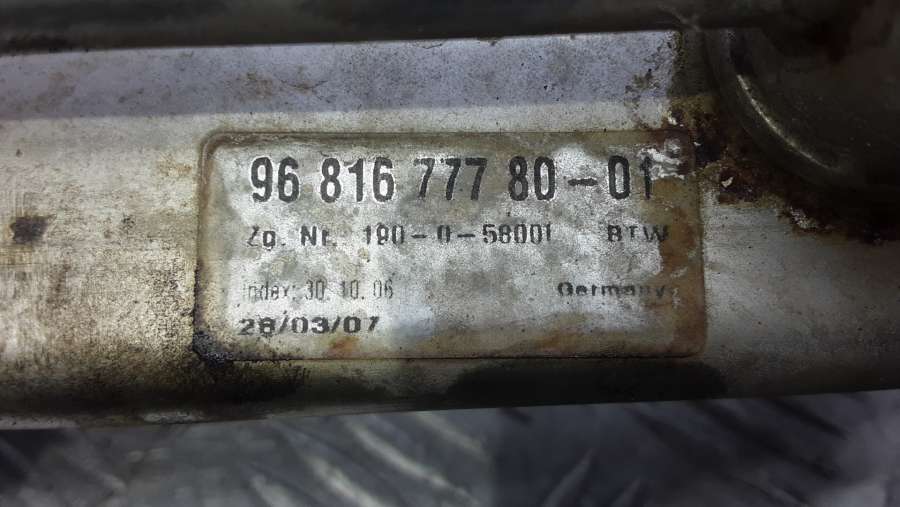 96 816 777 80-01
Zg. Nr. 190-0-58001 BTW
Index: 30.10.06 Germany
28/03/07